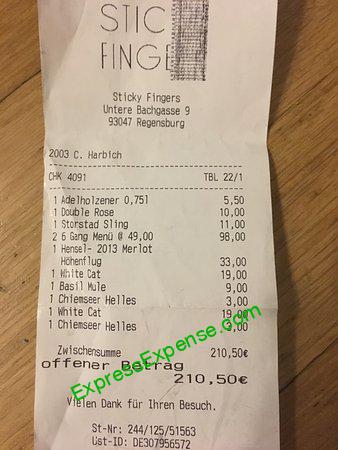 STIC
FINGE
Sticky Fingers
Untere Bachgasse 9
93047 Regensburg
2003 C. Harbich
CHK 4091 TBL 22/1
1 Adelholzener 0,75l 5,50
1 Double Rose 10,00
1 Storstad Sling 11,00
2 6 Gang Menü @ 49,00 98,00
1 Hensel- 2013 Merlot
Höhenflug 33,00
1 White Cat 19,00
1 Basil Mule 9,00
1 Chiemseer Helles 3,00
1 White Cat 19,00
1 Chiemseer Helles 3,00
Zwischensumme 210,50€
offener Betrag
210,50€
Vielen Dank für Ihren Besuch.
St-Nr: 244/125/51563
Ust-ID: DE307956572
ExpressExpense.com